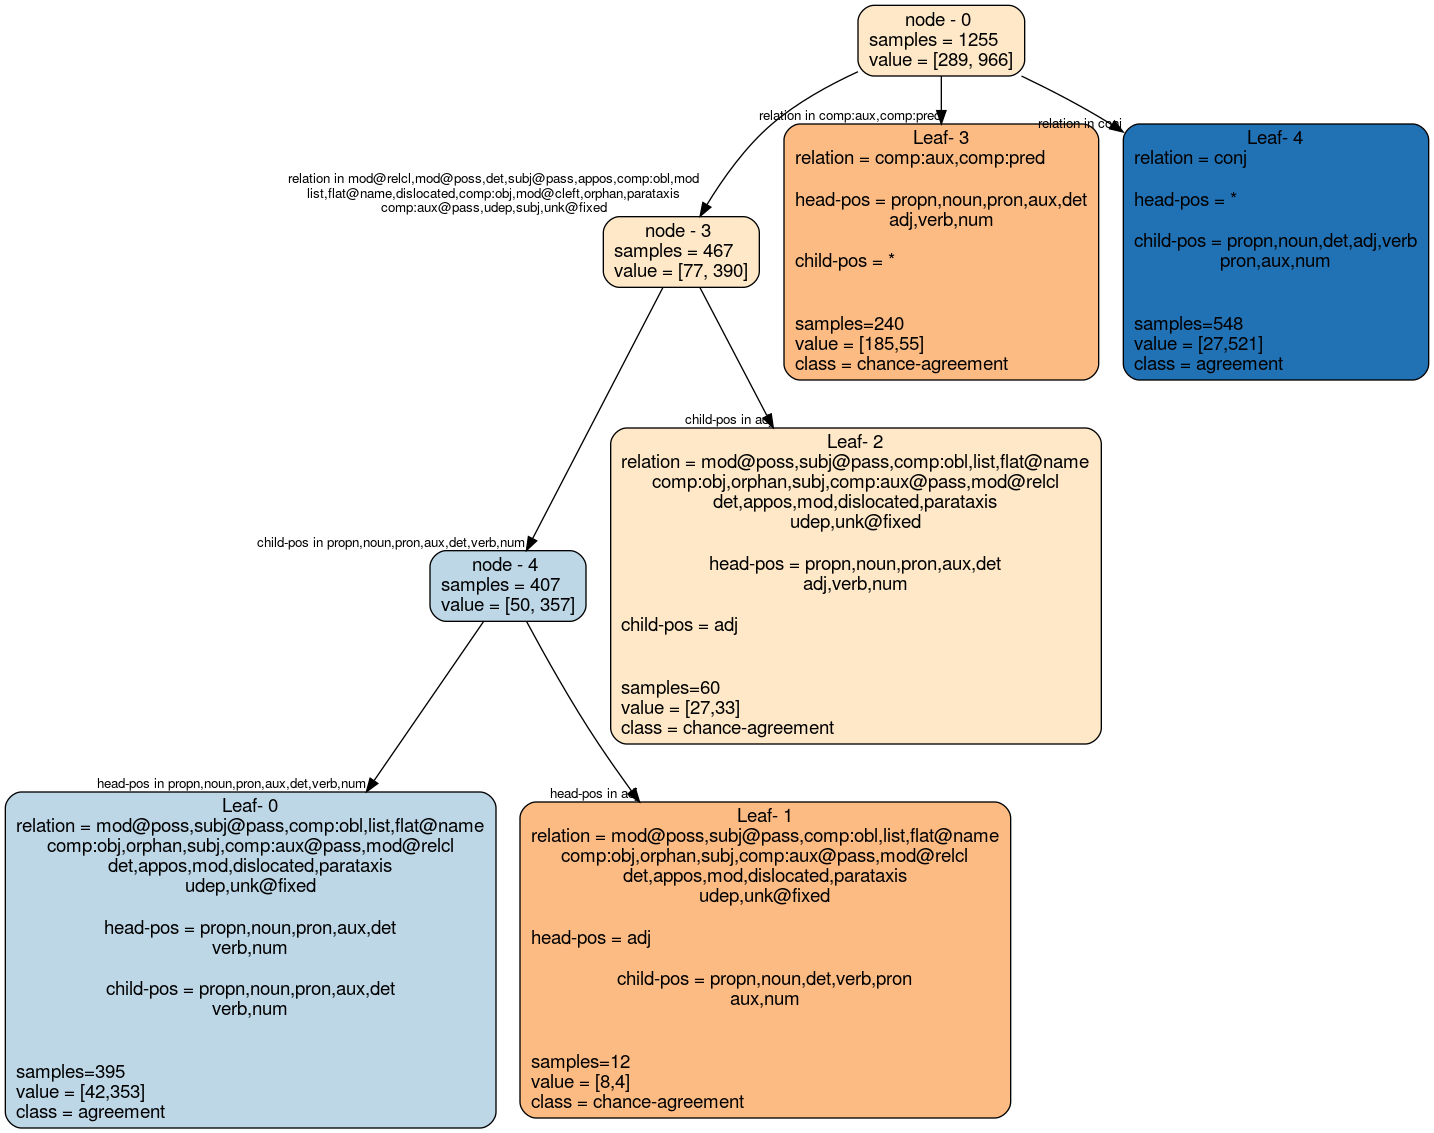 node - 0
samples = 1255
value = [289, 966]
relation in comp:aux,comp:pred
relation in conj
Leaf- 3
relation = comp:aux,comp:pred
head-pos = propn,noun,pron,aux,det
adj,verb,num
child-pos = *
samples=240
value = [185,55]
class = chance-agreement
Leaf- 4
relation = conj
head-pos = *
child-pos = propn,noun,det,adj,verb
pron,aux,num
samples=548
value = [27,521]
class = agreement
relation in mod@relcl,mod@poss,det,subj@pass,appos,comp:obl,mod
list,flat@name,dislocated,comp:obj,mod@cleft,orphan,parataxis
comp:aux@pass,udep,subj,unk@fixed
node - 3
samples = 467
value = [77, 390]
child-pos in adj
Leaf- 2
relation = mod@poss,subj@pass,comp:obl,list,flat@name
comp:obj,orphan,subj,comp:aux@pass,mod@relcl
det,appos,mod,dislocated,parataxis
udep,unk@fixed
head-pos = propn,noun,pron,aux,det
adj,verb,num
child-pos = adj
samples=60
value = [27,33]
class = chance-agreement
child-pos in propn,noun,pron,aux,det,verb,num
node - 4
samples = 407
value = [50, 357]
head-pos in propn,noun,pron,aux,det,verb,num
head-pos in adj
Leaf- 0
relation = mod@poss,subj@pass,comp:obl,list,flat@name
comp:obj,orphan,subj,comp:aux@pass,mod@relcl
det,appos,mod,dislocated,parataxis
udep,unk@fixed
head-pos = propn,noun,pron,aux,det
verb,num
child-pos = propn,noun,pron,aux,det
verb,num
samples=395
value = [42,353]
class = agreement
Leaf- 1
relation = mod@poss,subj@pass,comp:obl,list,flat@name
comp:obj,orphan,subj,comp:aux@pass,mod@relcl
det,appos,mod,dislocated,parataxis
udep,unk@fixed
head-pos = adj
child-pos = propn,noun,det,verb,pron
aux,num
samples=12
value = [8,4]
class = chance-agreement